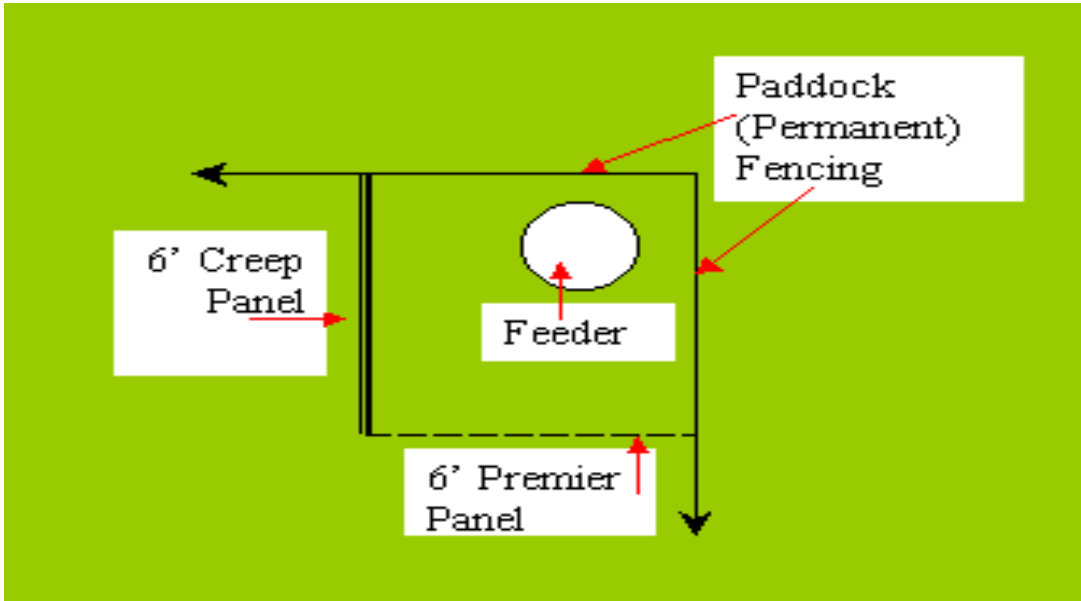 Paddock
(Permanent)
Fencing
6’ Creep
Panel
Feeder
6’ Premier
Panel